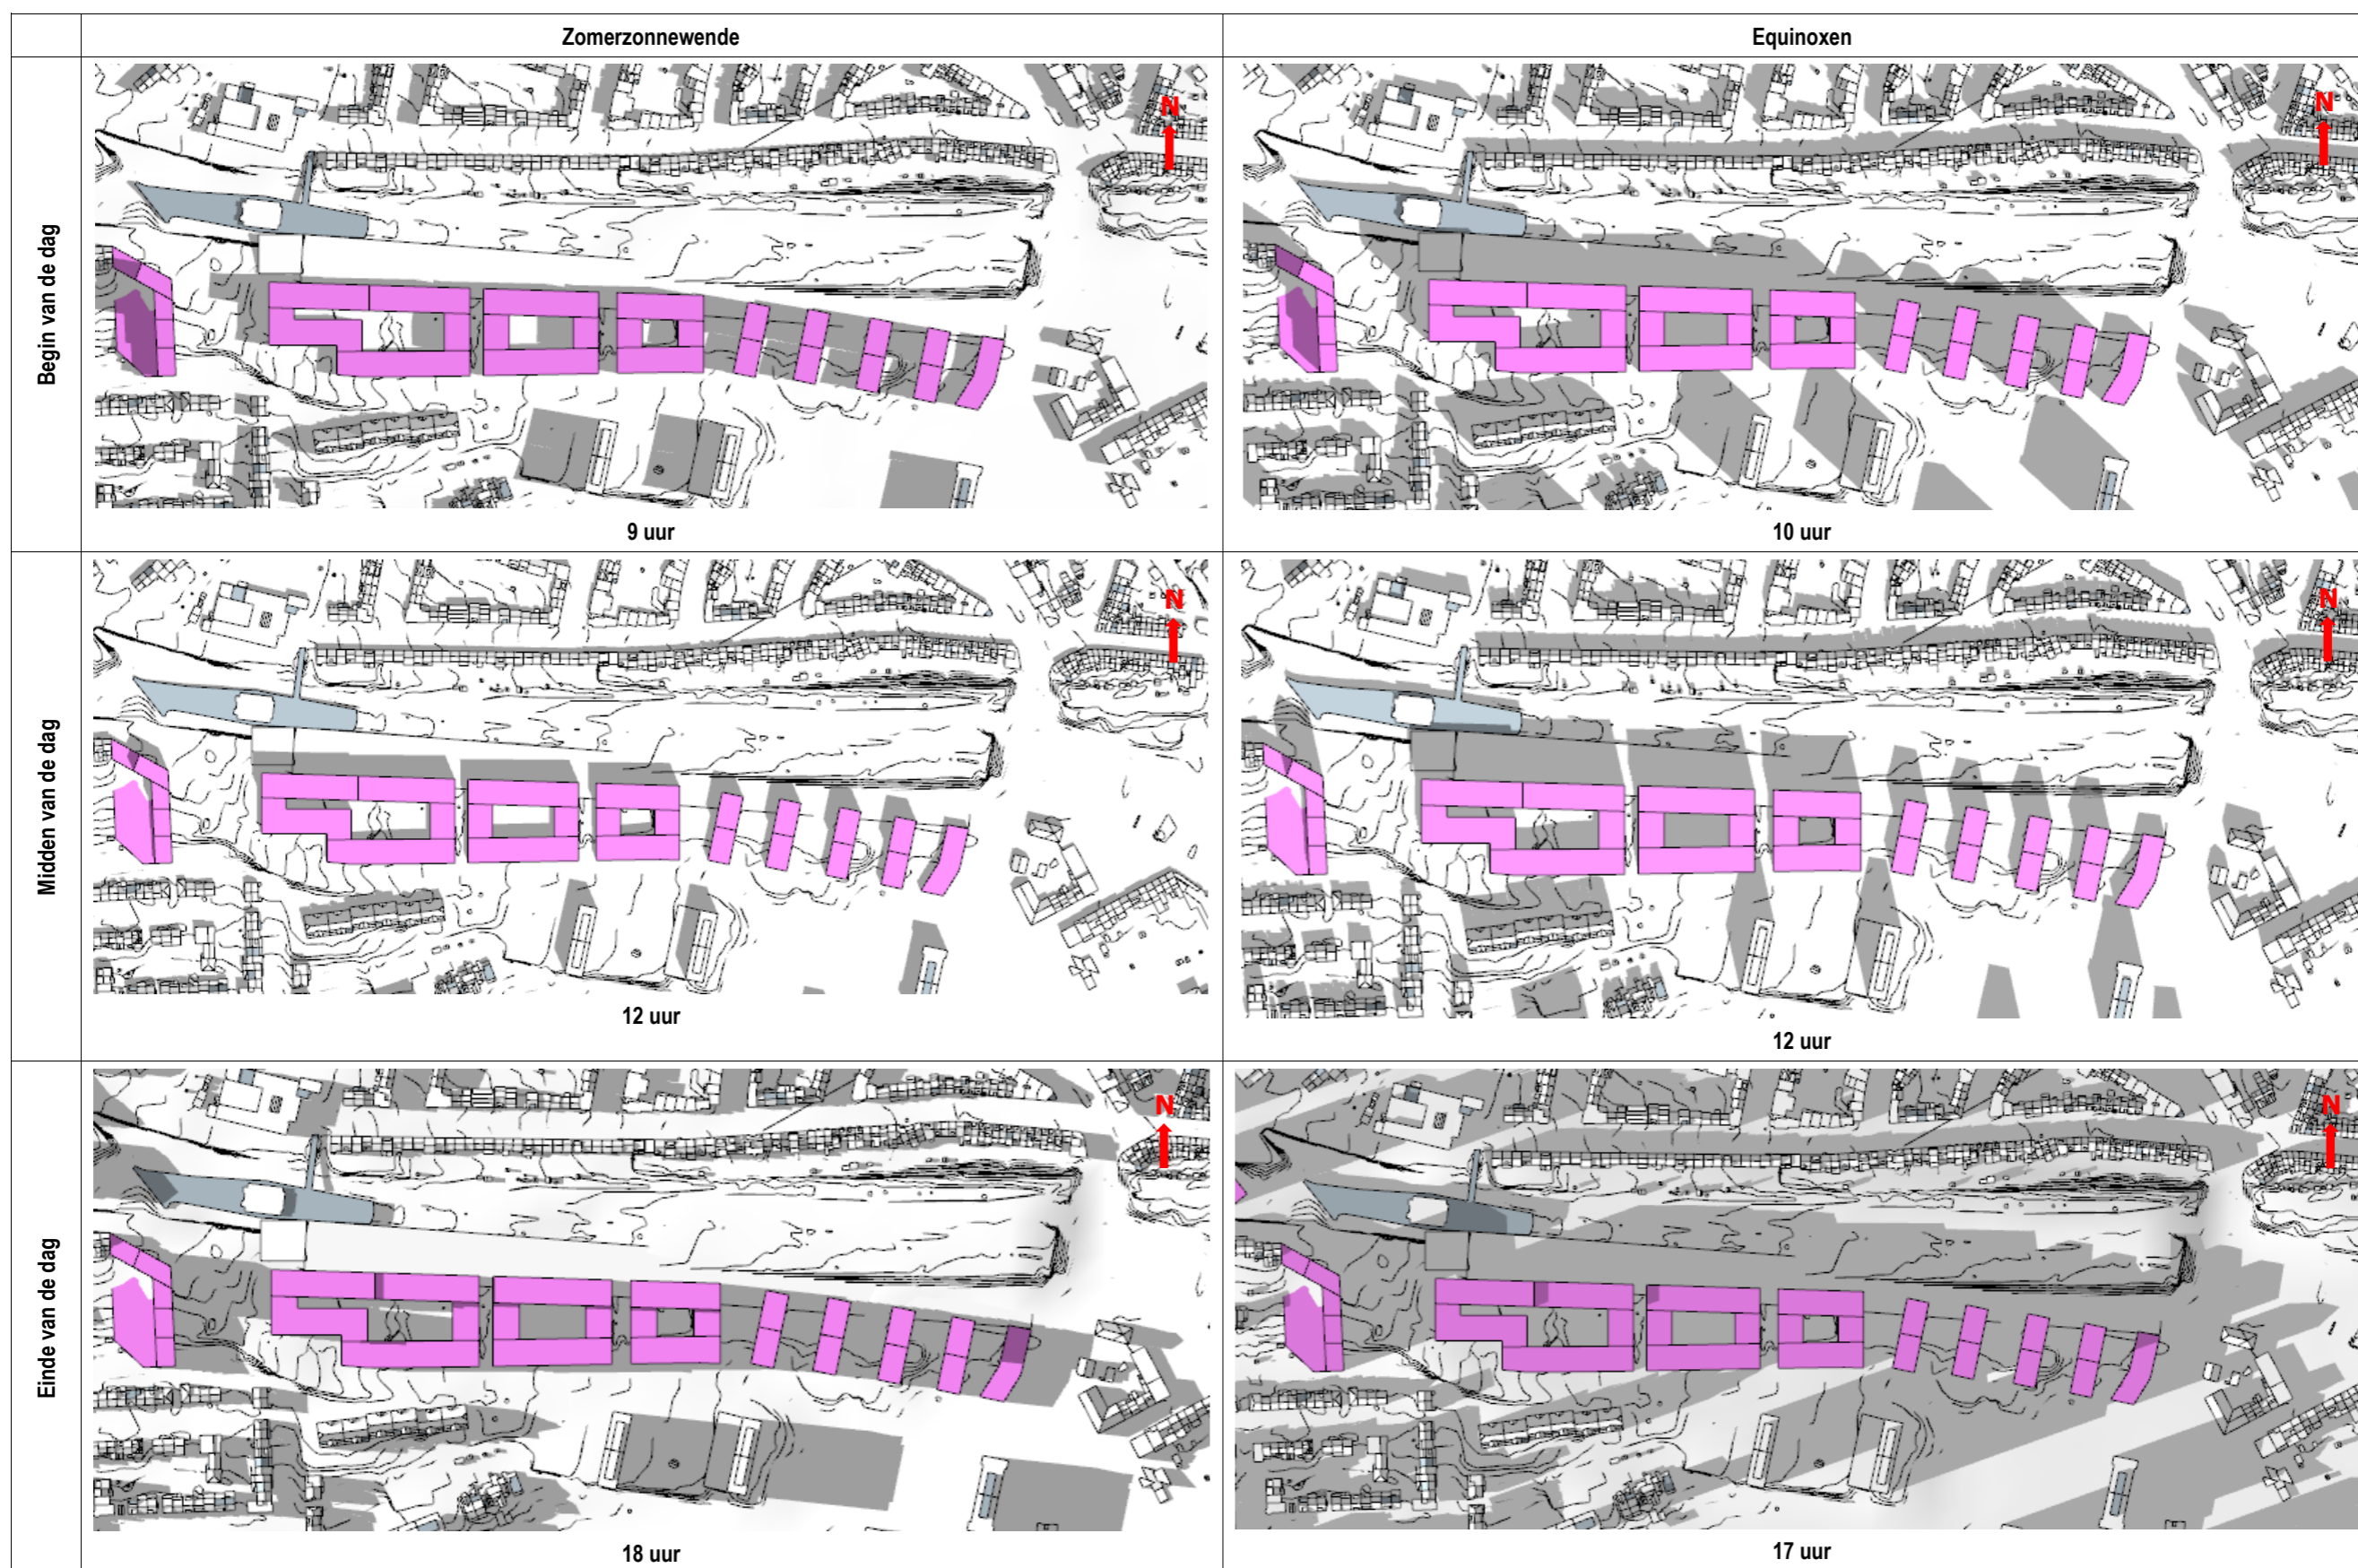 Zomerzonnewende
Equinoxen
Begin van de dag
N
N
9 uur
10 uur
Midden van de dag
N
N
12 uur
12 uur
Einde van de dag
N
N
18 uur
17 uur